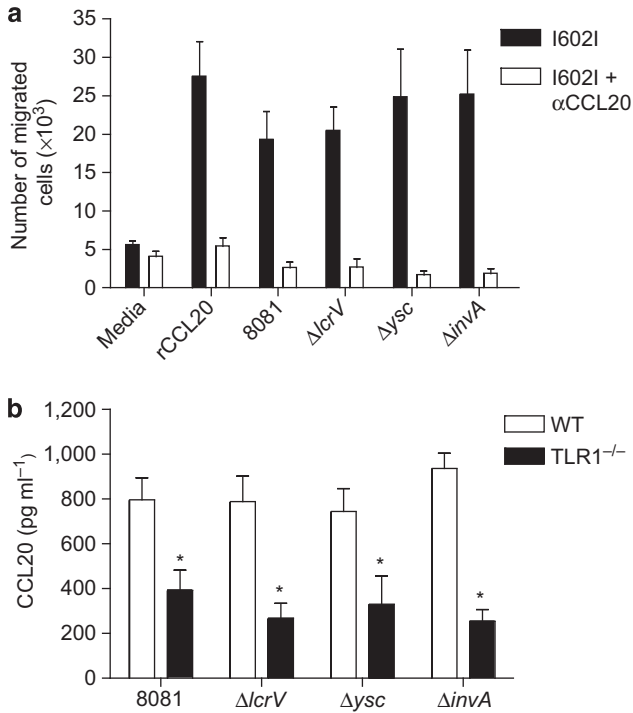 a
Number of migrated
cells (×10³)
35
30
25
20
15
10
5
0
Media
rCCL20
8081
ΔlcrV
Δysc
ΔinvA
I602I
I602I +
αCCL20
b
CCL20 (pg ml⁻¹)
1,200
1,000
800
600
400
200
0
*
*
*
*
8081
ΔlcrV
Δysc
ΔinvA
WT
TLR1⁻/⁻